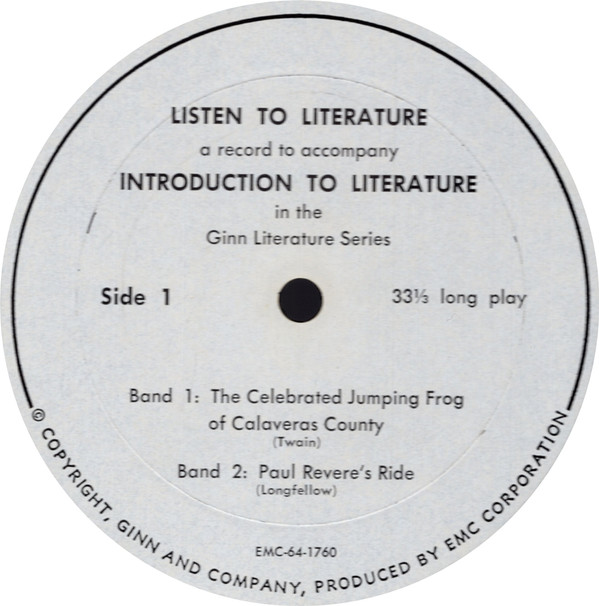 LISTEN TO LITERATURE
a record to accompany
INTRODUCTION TO LITERATURE
in the
Ginn Literature Series
Side 1
33⅓ long play
Band 1: The Celebrated Jumping Frog
of Calaveras County
(Twain)
Band 2: Paul Revere's Ride
(Longfellow)
EMC-64-1760
© COPYRIGHT, GINN AND COMPANY, PRODUCED BY EMC CORPORATION